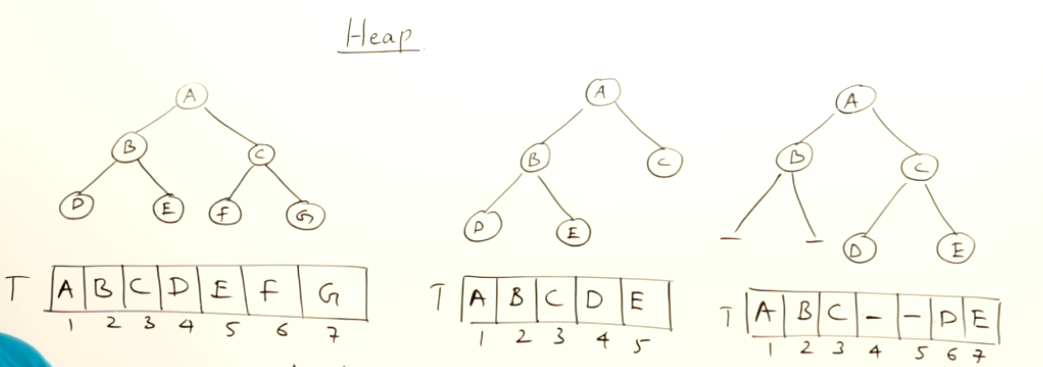 Heap
A
B C
D E F G
T A B C D E F G
1 2 3 4 5 6 7
A
B C
D E
T A B C D E
1 2 3 4 5
A
B C
– – D E
T A B C – – D E
1 2 3 4 5 6 7